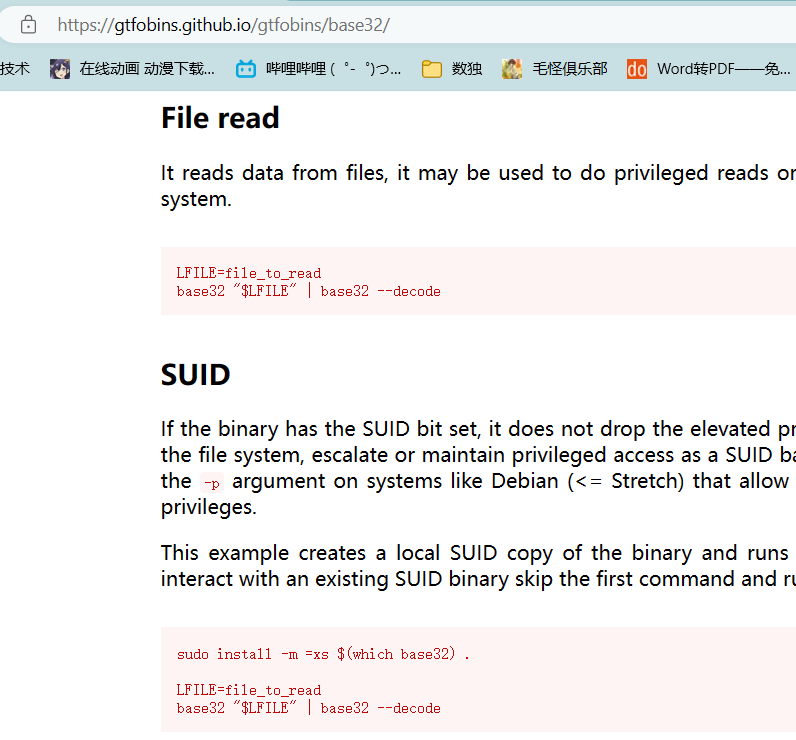 https://gtfobins.github.io/gtfobins/base32/
技术 在线动画 动漫下载... 哔哩哔哩 ( ゜- ゜)つ... 数独 毛怪俱乐部 do Word转PDF——免...
File read
It reads data from files, it may be used to do privileged reads or
system.
LFILE=file_to_read
base32 "$LFILE" | base32 --decode
SUID
If the binary has the SUID bit set, it does not drop the elevated pr
the file system, escalate or maintain privileged access as a SUID ba
the -p argument on systems like Debian (<= Stretch) that allow
privileges.
This example creates a local SUID copy of the binary and runs
interact with an existing SUID binary skip the first command and ru
sudo install -m =xs $(which base32) .
LFILE=file_to_read
base32 "$LFILE" | base32 --decode